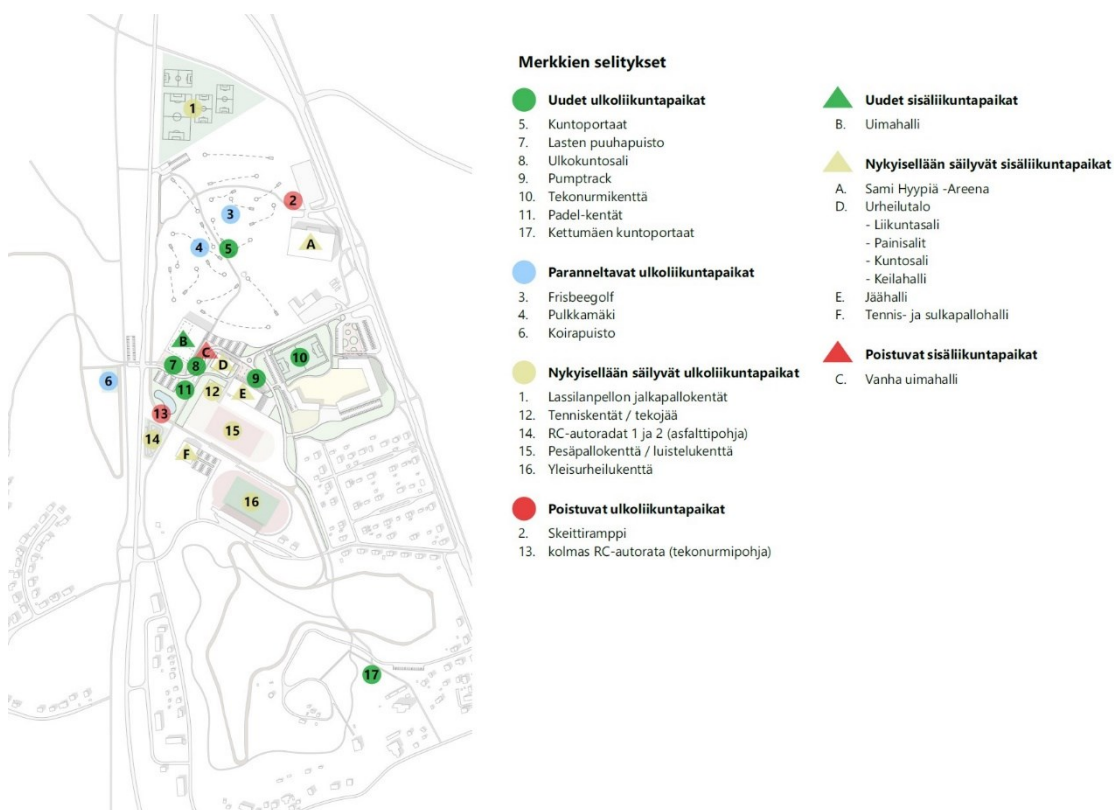 Merkkien selitykset
Uudet ulkoliikuntapaikat
5. Kuntoportaat
7. Lasten puuhapuisto
8. Ulkokuntosali
9. Pumptrack
10. Tekonurmikenttä
11. Padel-kentät
17. Kettumäen kuntoportaat
Paranneltavat ulkoliikuntapaikat
3. Frisbeegolf
4. Pulkkamäki
6. Koirapuisto
Nykyisellään säilyvät ulkoliikuntapaikat
1. Lassilanpellon jalkapallokentät
12. Tenniskentät / tekojää
14. RC-autoradat 1 ja 2 (asfalttipohja)
15. Pesäpallokenttä / luistelukenttä
16. Yleisurheilukenttä
Poistuvat ulkoliikuntapaikat
2. Skeittiramppi
13. kolmas RC-autorata (tekonurmipohja)
Uudet sisäliikuntapaikat
B. Uimahalli
Nykyisellään säilyvät sisäliikuntapaikat
A. Sami Hyypiä -Areena
D. Urheilutalo
- Liikuntasali
- Painisalit
- Kuntosali
- Keilahalli
E. Jäähalli
F. Tennis- ja sulkapallohalli
Poistuvat sisäliikuntapaikat
C. Vanha uimahalli
1
2
3
4
5
A
B
C
7
8
D
10
6
9
11
12
E
13
14
15
F
16
17